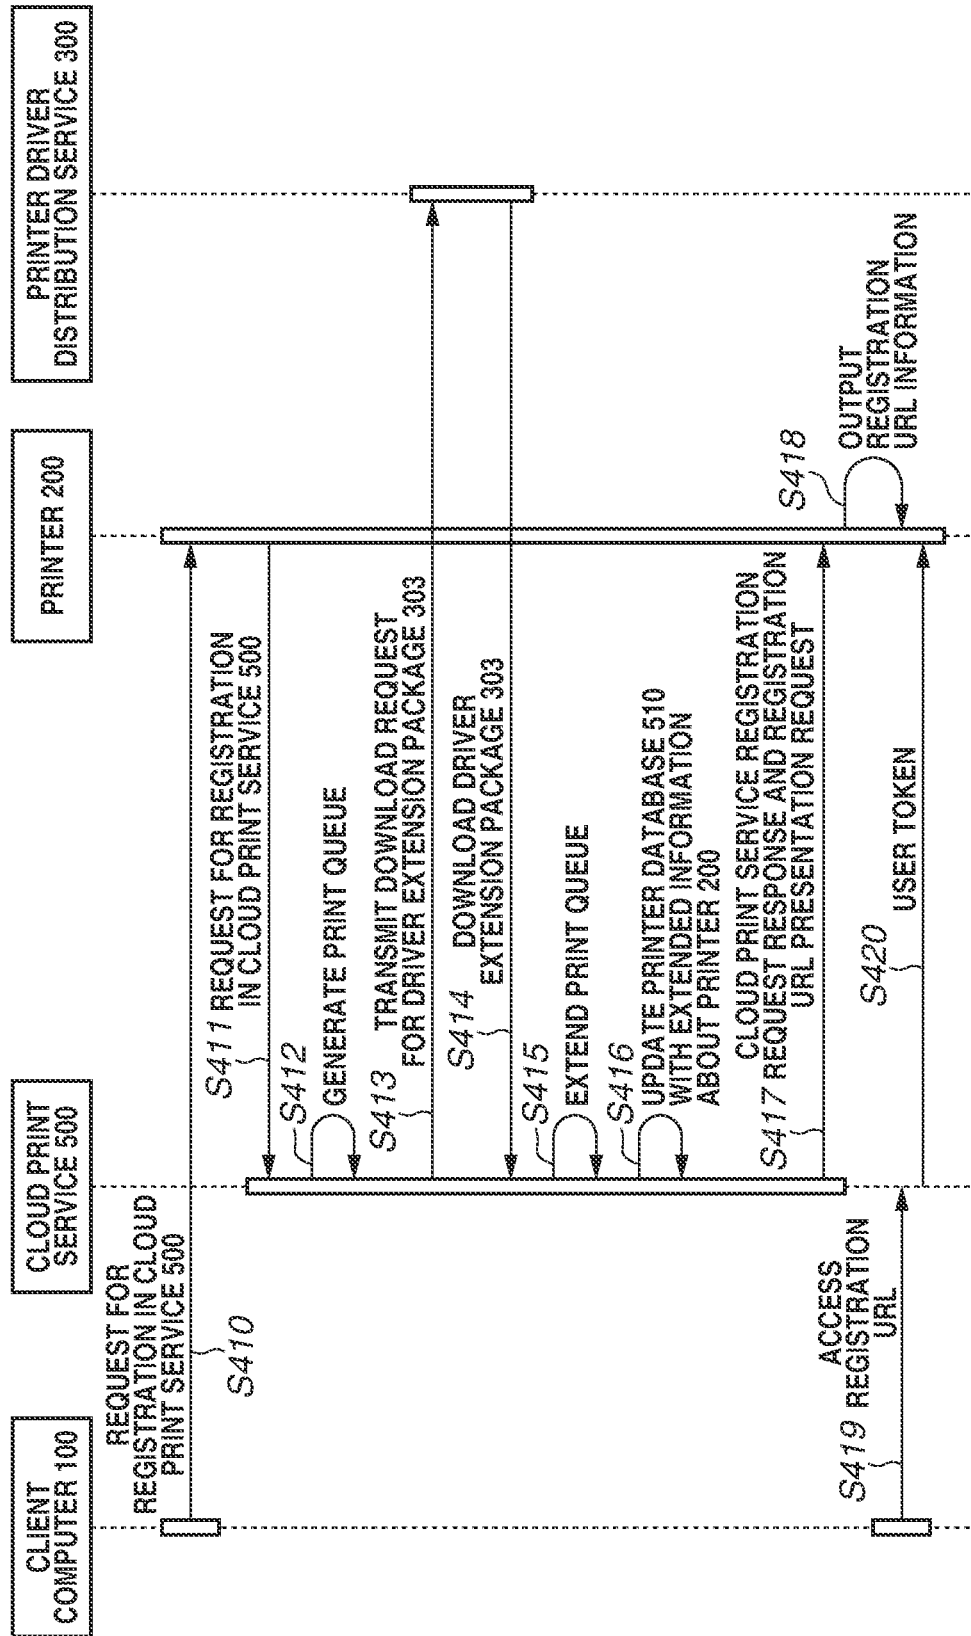 CLIENT
COMPUTER 100
CLOUD PRINT
SERVICE 500
PRINTER 200
PRINTER DRIVER
DISTRIBUTION SERVICE 300
REQUEST FOR
REGISTRATION IN CLOUD
PRINT SERVICE 500
S410
S411 REQUEST FOR REGISTRATION
IN CLOUD PRINT SERVICE 500
S412
GENERATE PRINT QUEUE
S413
TRANSMIT DOWNLOAD REQUEST
FOR DRIVER EXTENSION PACKAGE 303
S414
DOWNLOAD DRIVER
EXTENSION PACKAGE 303
S415
EXTEND PRINT QUEUE
S416
UPDATE PRINTER DATABASE 510
WITH EXTENDED INFORMATION
ABOUT PRINTER 200
CLOUD PRINT SERVICE REGISTRATION
S417 REQUEST RESPONSE AND REGISTRATION
URL PRESENTATION REQUEST
S418
OUTPUT
REGISTRATION
URL INFORMATION
ACCESS
S419 REGISTRATION
URL
S420
USER TOKEN